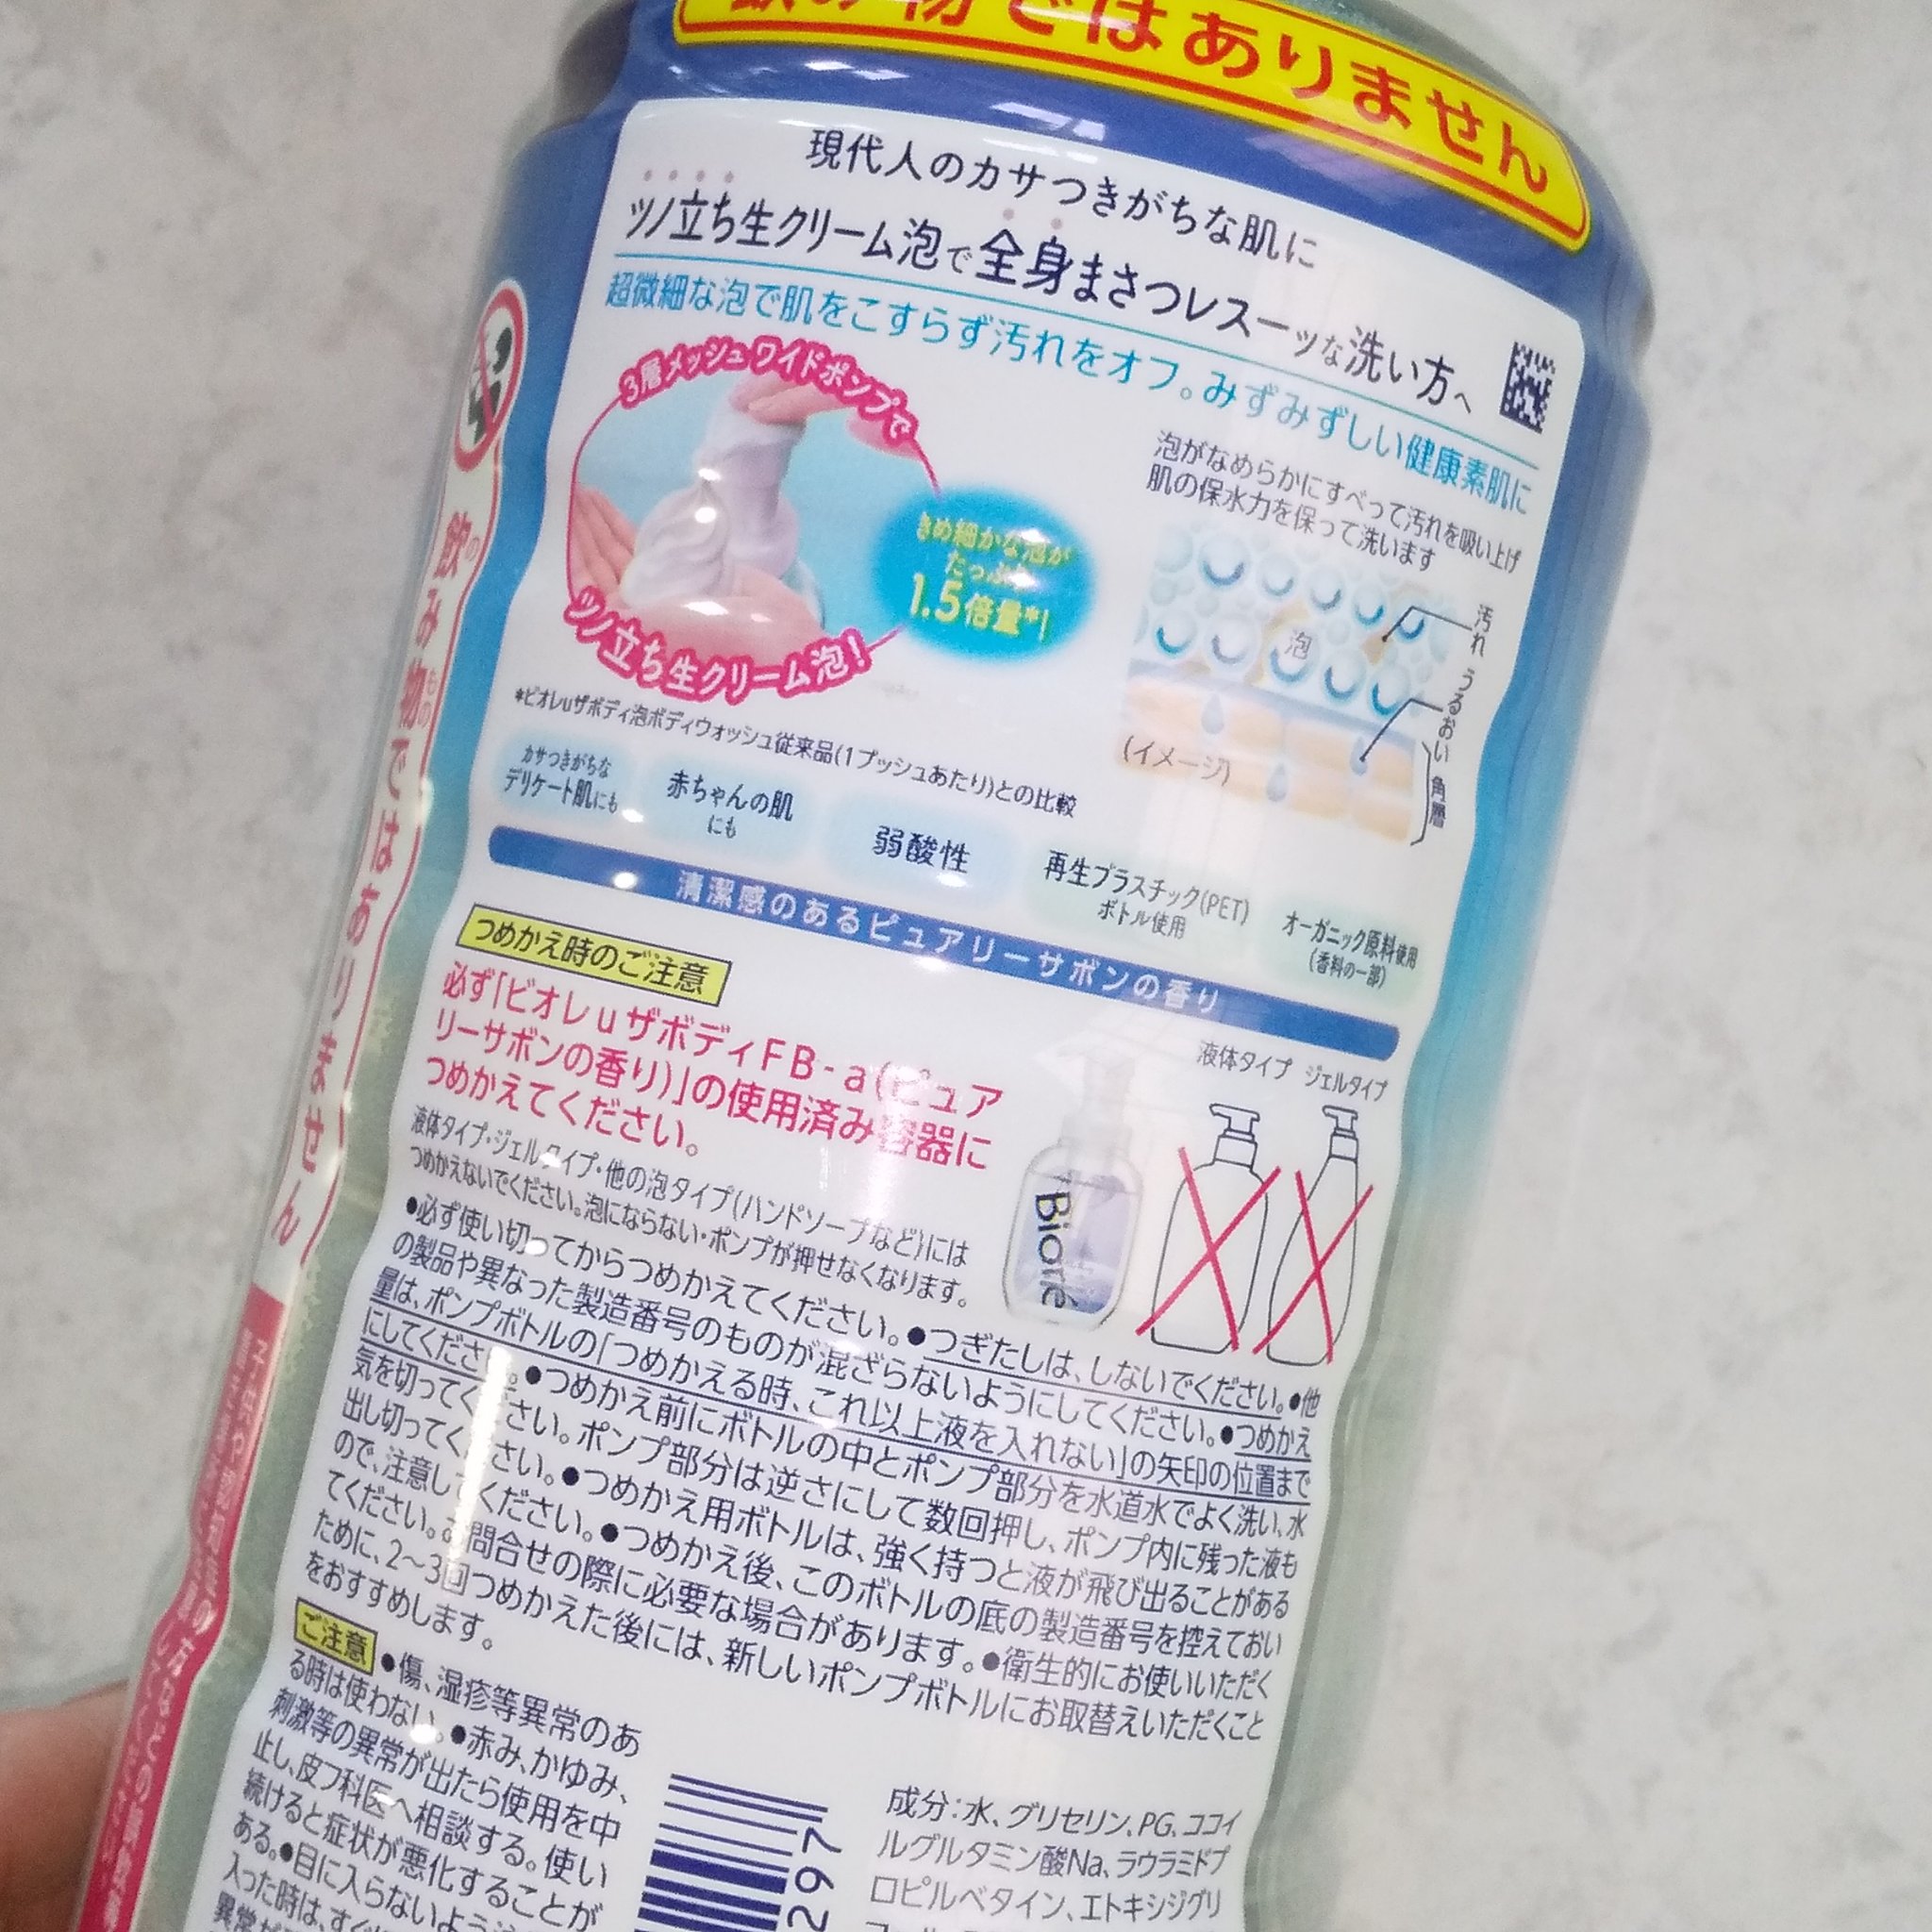 飲み物ではありません
現代人のカサつきがちな肌に
ツノ立ち生クリーム泡で全身まさつレスーッな洗い方へ
超微細な泡で肌をこすらず汚れをオフ。みずみずしい健康素肌に
3層メッシュワイドポンプで
ツノ立ち生クリーム泡!
きめ細かな泡が
たっぷり
1.5倍量*!
泡がなめらかにすべって汚れを吸い上げ
肌の保水力を保って洗います
汚れ
泡
うるおい
角層
(イメージ)
*ビオレuザボディ泡ボディウォッシュ従来品(1プッシュあたり)との比較
カサつきがちな
デリケート肌にも
赤ちゃんの肌
にも
弱酸性
再生プラスチック(PET)
ボトル使用
オーガニック原料使用
(香料の一部)
清潔感のあるピュアリーサボンの香り
つめかえ時のご注意
必ず「ビオレuザボディFB-a(ピュア
リーサボンの香り)」の使用済み容器に
つめかえてください。
液体タイプ・ジェルタイプ・他の泡タイプ(ハンドソープなど)には
つめかえないでください。泡にならない・ポンプが押せなくなります。
液体タイプ ジェルタイプ
Bioré
●必ず使い切ってからつめかえてください。●つぎたしは、しないでください。●他
の製品や異なった製造番号のものが混ざらないようにしてください。●つめかえ
量は、ポンプボトルの「つめかえる時、これ以上液を入れない」の矢印の位置まで
にしてください。●つめかえ前にボトルの中とポンプ部分を水道水でよく洗い、水
気を切ってください。ポンプ部分は逆さにして数回押し、ポンプ内に残った液も
出し切ってください。●つめかえ用ボトルは、強く持つと液が飛び出ることがある
ので、注意してください。●つめかえ後、このボトルの底の製造番号を控えておい
てください。お問合せの際に必要な場合があります。●衛生的にお使いいただく
ために、2〜3回つめかえた後には、新しいポンプボトルにお取替えいただくこと
をおすすめします。
ご注意 ●傷、湿疹等異常のあ
る時は使わない。●赤み、かゆみ、
刺激等の異常が出たら使用を中
止し、皮フ科医へ相談する。使い
続けると症状が悪化することが
ある。●目に入らないよう
入った時は、すぐ
成分:水、グリセリン、PG、ココイ
ルグルタミン酸Na、ラウラミドプ
ロピルベタイン、エトキシジグリ
297
飲み物ではありません
の
もの